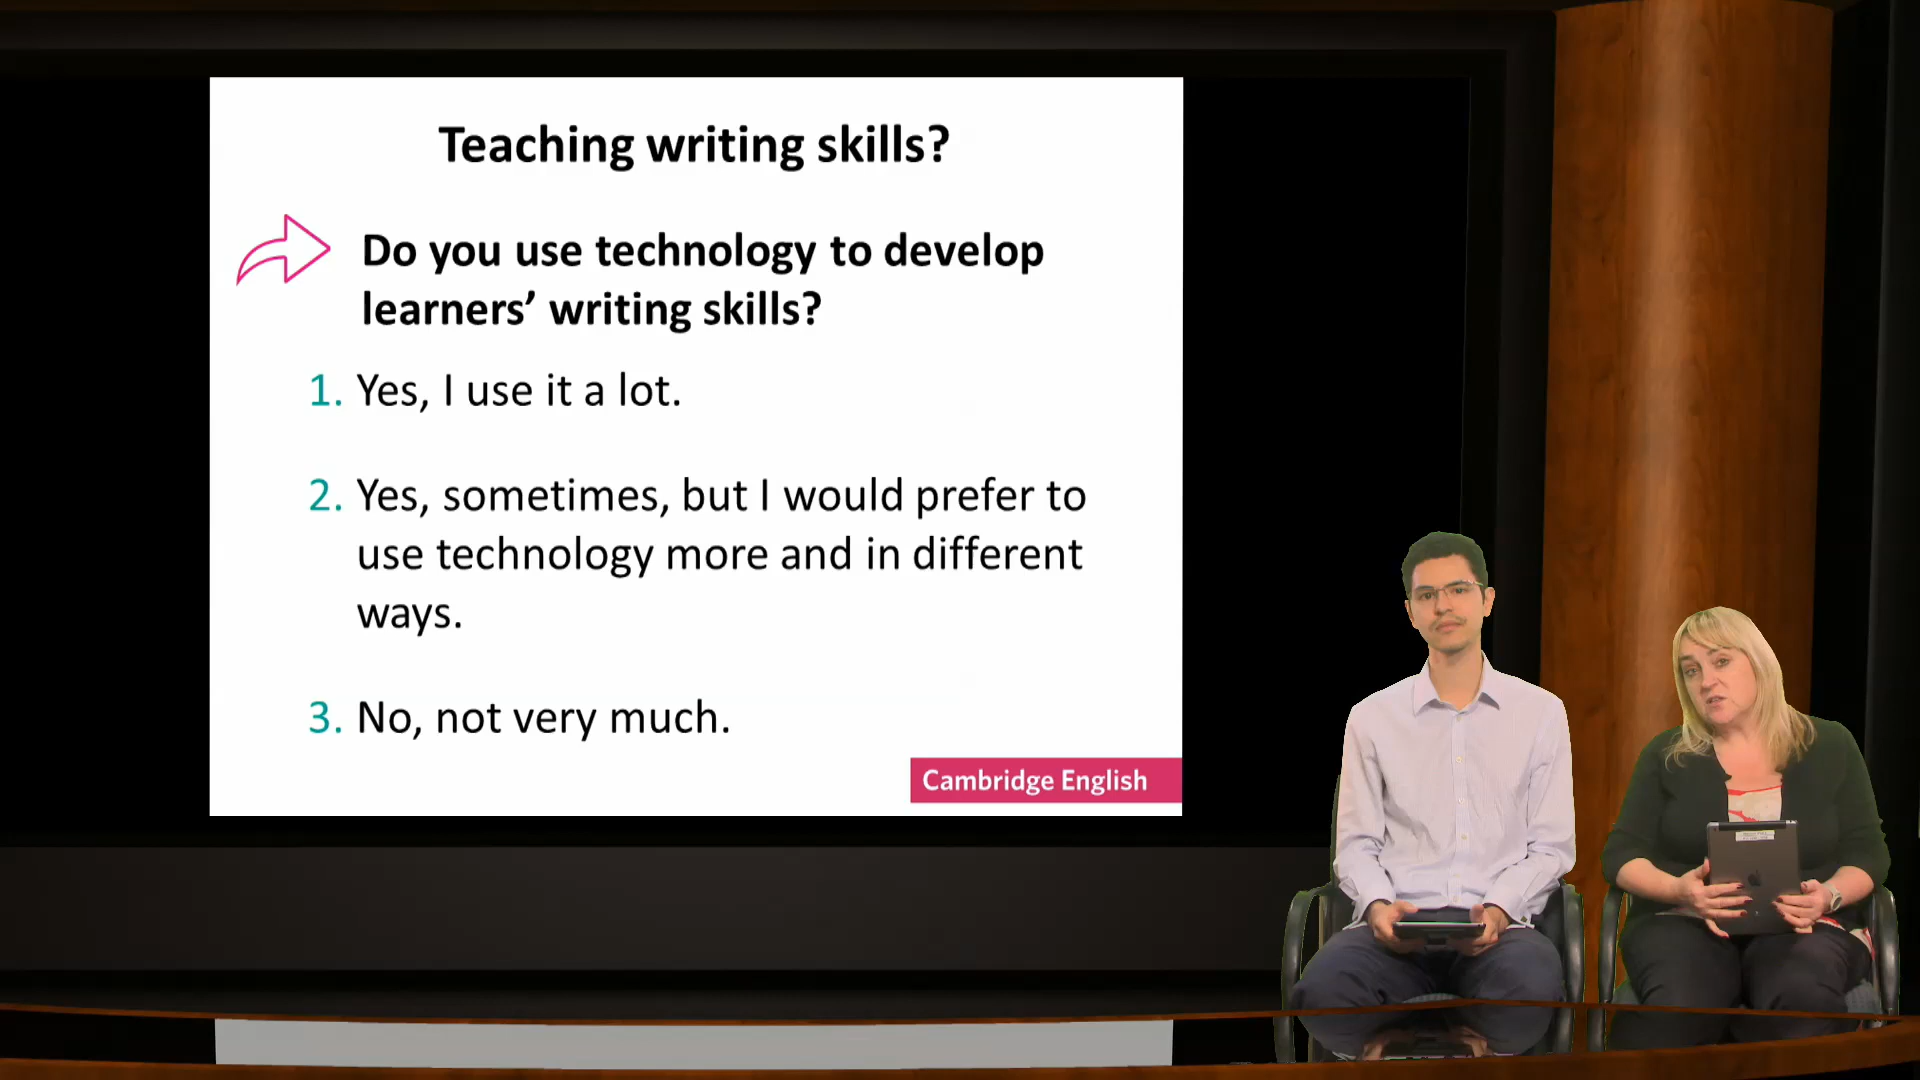 Teaching writing skills?
Do you use technology to develop
learners’ writing skills?
1. Yes, I use it a lot.
2. Yes, sometimes, but I would prefer to
use technology more and in different
ways.
3. No, not very much.
Cambridge English